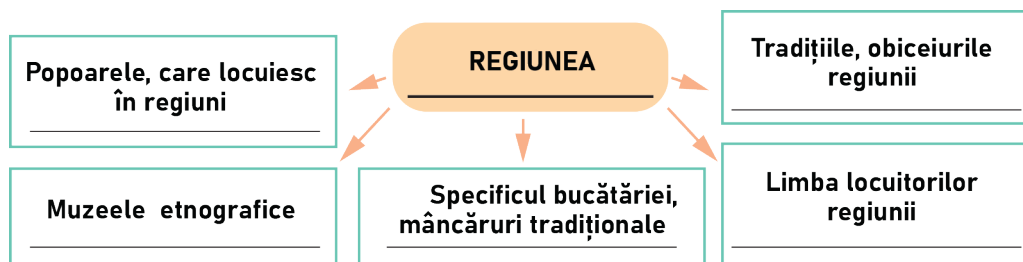 REGIUNEA
Popoarele, care locuiesc
în regiuni
Tradițiile, obiceiurile
regiunii
Muzeele etnografice
Specificul bucătăriei,
mâncăruri tradiționale
Limba locuitorilor
regiunii